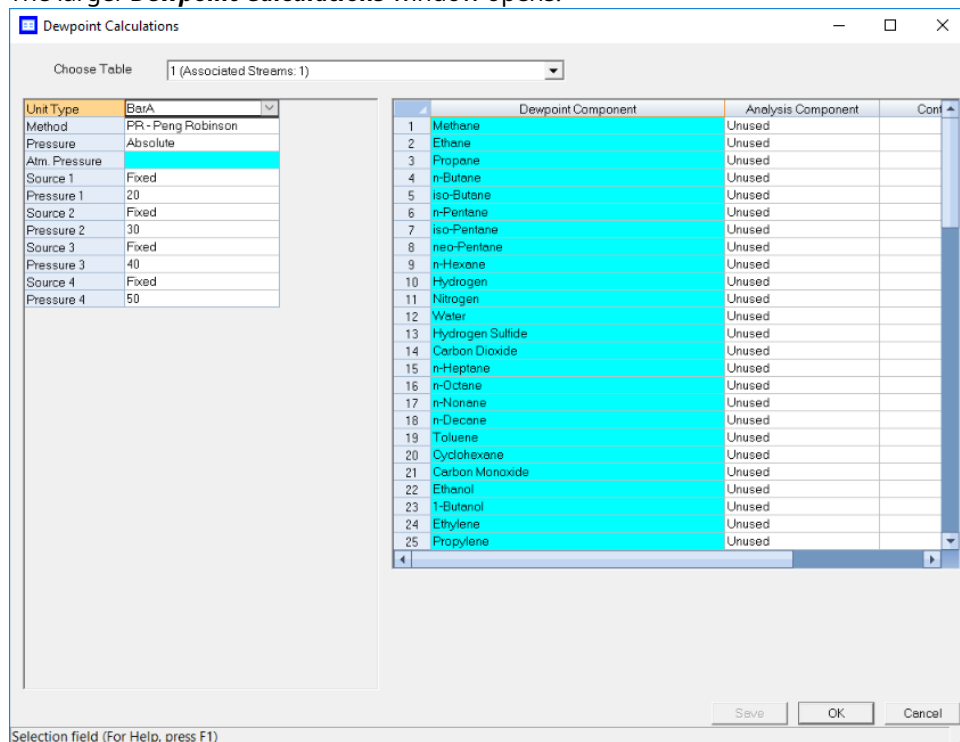 The larger Dewpoint Calculations window opens.
Dewpoint Calculations
Choose Table 1 (Associated Streams: 1)
Unit Type BarA
Method PR - Peng Robinson
Pressure Absolute
Atm. Pressure
Source 1 Fixed
Pressure 1 20
Source 2 Fixed
Pressure 2 30
Source 3 Fixed
Pressure 3 40
Source 4 Fixed
Pressure 4 50
Dewpoint Component Analysis Component Cont
1 Methane Unused
2 Ethane Unused
3 Propane Unused
4 n-Butane Unused
5 iso-Butane Unused
6 n-Pentane Unused
7 iso-Pentane Unused
8 neo-Pentane Unused
9 n-Hexane Unused
10 Hydrogen Unused
11 Nitrogen Unused
12 Water Unused
13 Hydrogen Sulfide Unused
14 Carbon Dioxide Unused
15 n-Heptane Unused
16 n-Octane Unused
17 n-Nonane Unused
18 n-Decane Unused
19 Toluene Unused
20 Cyclohexane Unused
21 Carbon Monoxide Unused
22 Ethanol Unused
23 1-Butanol Unused
24 Ethylene Unused
25 Propylene Unused
Save OK Cancel
Selection field (For Help, press F1)